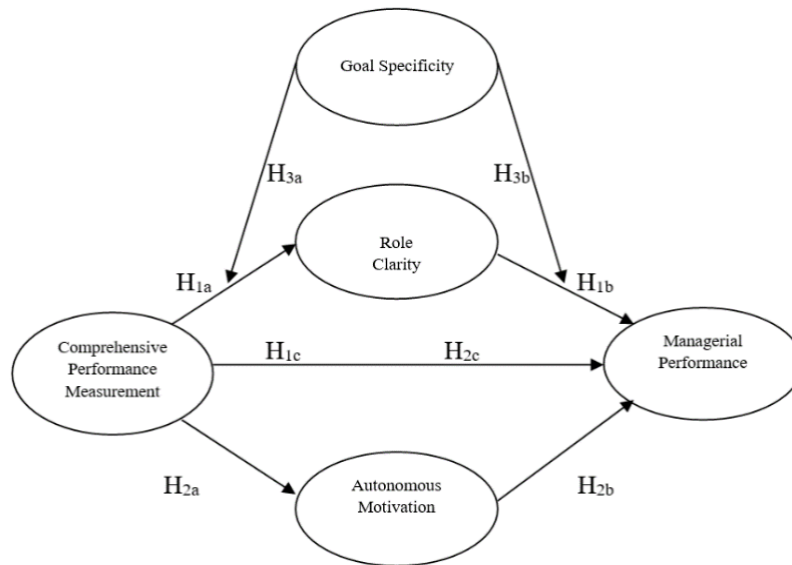 Goal Specificity
H3a
H3b
Role
Clarity
H1a
H1b
Comprehensive
Performance
Measurement
H1c
H2c
Managerial
Performance
H2a
Autonomous
Motivation
H2b